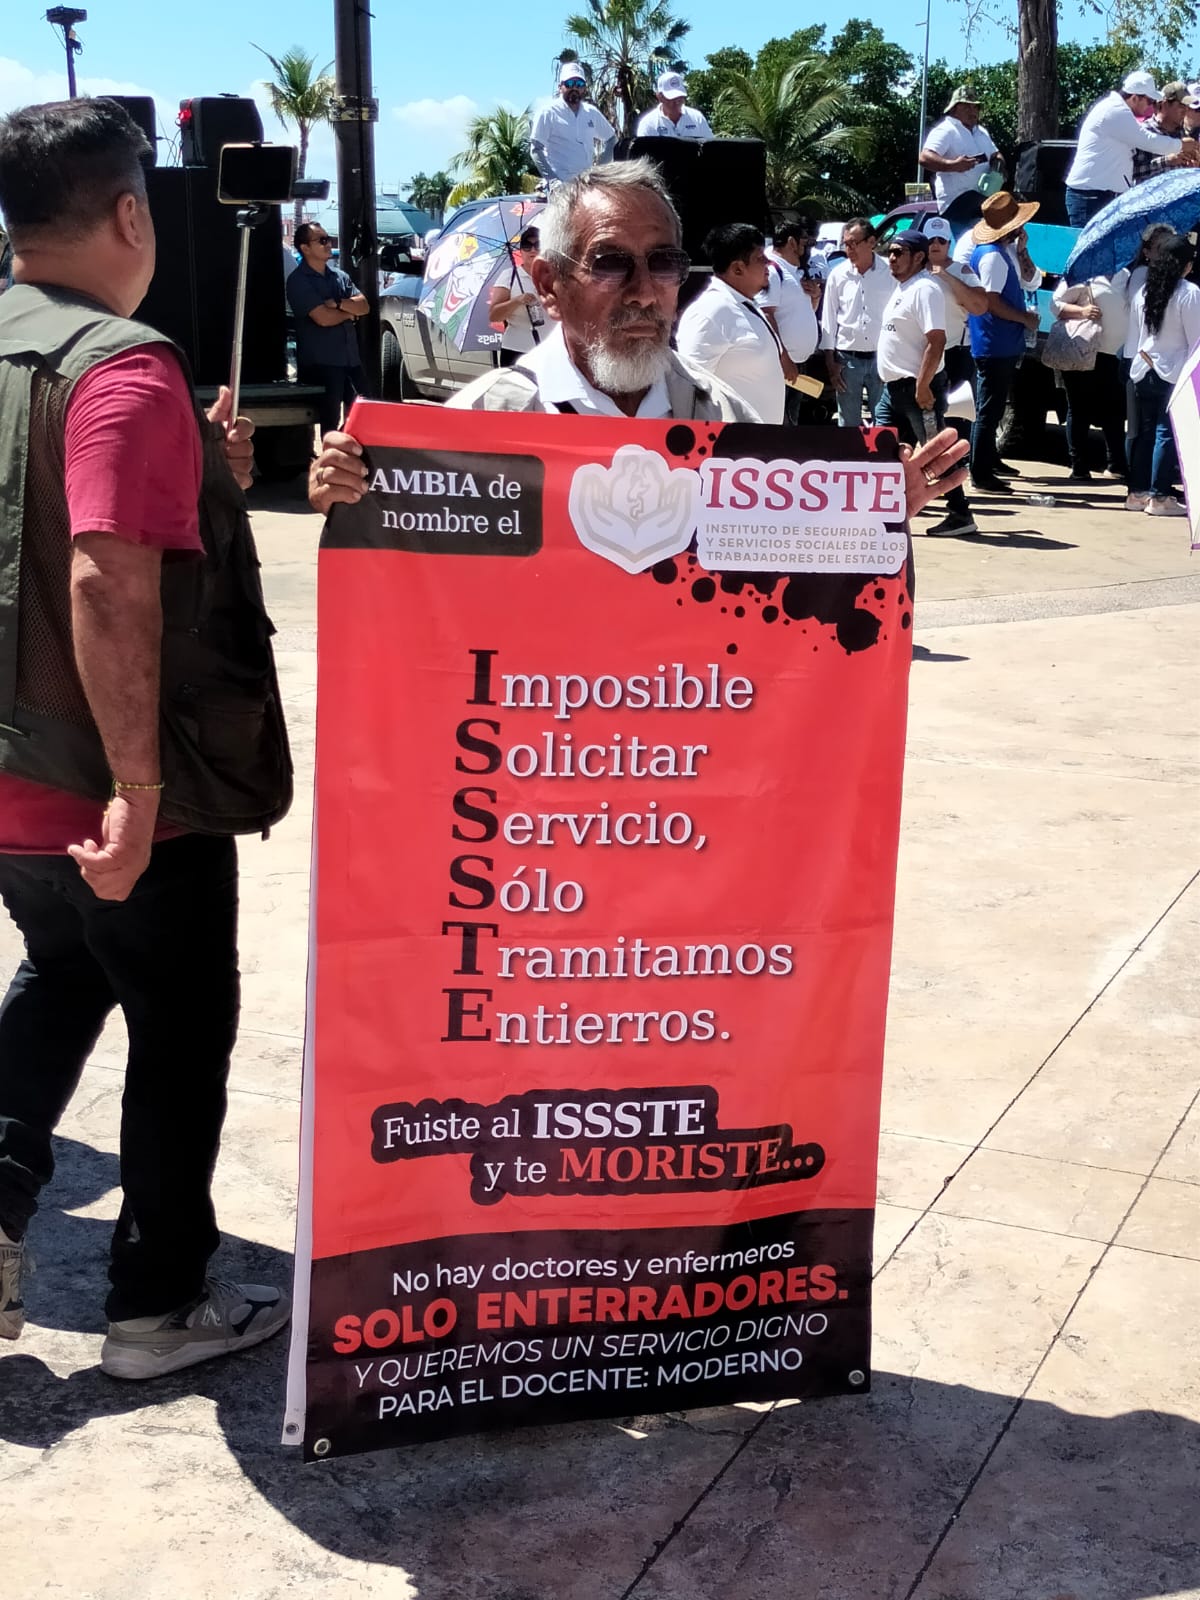 AMBIA de
nombre el
ISSSTE
INSTITUTO DE SEGURIDAD
Y SERVICIOS SOCIALES DE LOS
TRABAJADORES DEL ESTADO
Imposible
Solicitar
Servicio,
Sólo
Tramitamos
Entierros.
Fuiste al ISSSTE
y te MORISTE...
No hay doctores y enfermeros
SOLO ENTERRADORES.
Y QUEREMOS UN SERVICIO DIGNO
PARA EL DOCENTE: MODERNO